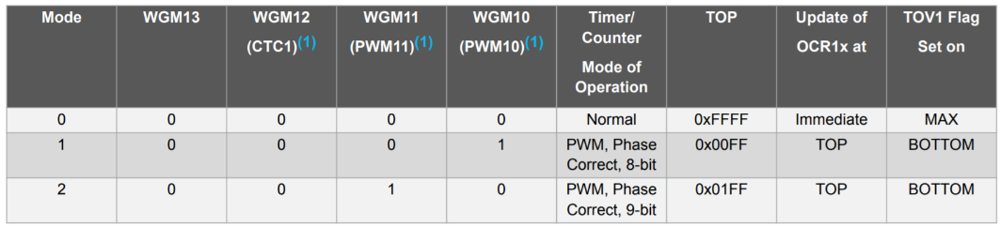 Mode WGM13 WGM12 WGM11 WGM10 Timer/ TOP Update of TOV1 Flag
(CTC1)(1) (PWM11)(1) (PWM10)(1) Counter OCR1x at Set on
Mode of
Operation
0 0 0 0 0 Normal 0xFFFF Immediate MAX
1 0 0 0 1 PWM, Phase 0x00FF TOP BOTTOM
Correct, 8-bit
2 0 0 1 0 PWM, Phase 0x01FF TOP BOTTOM
Correct, 9-bit